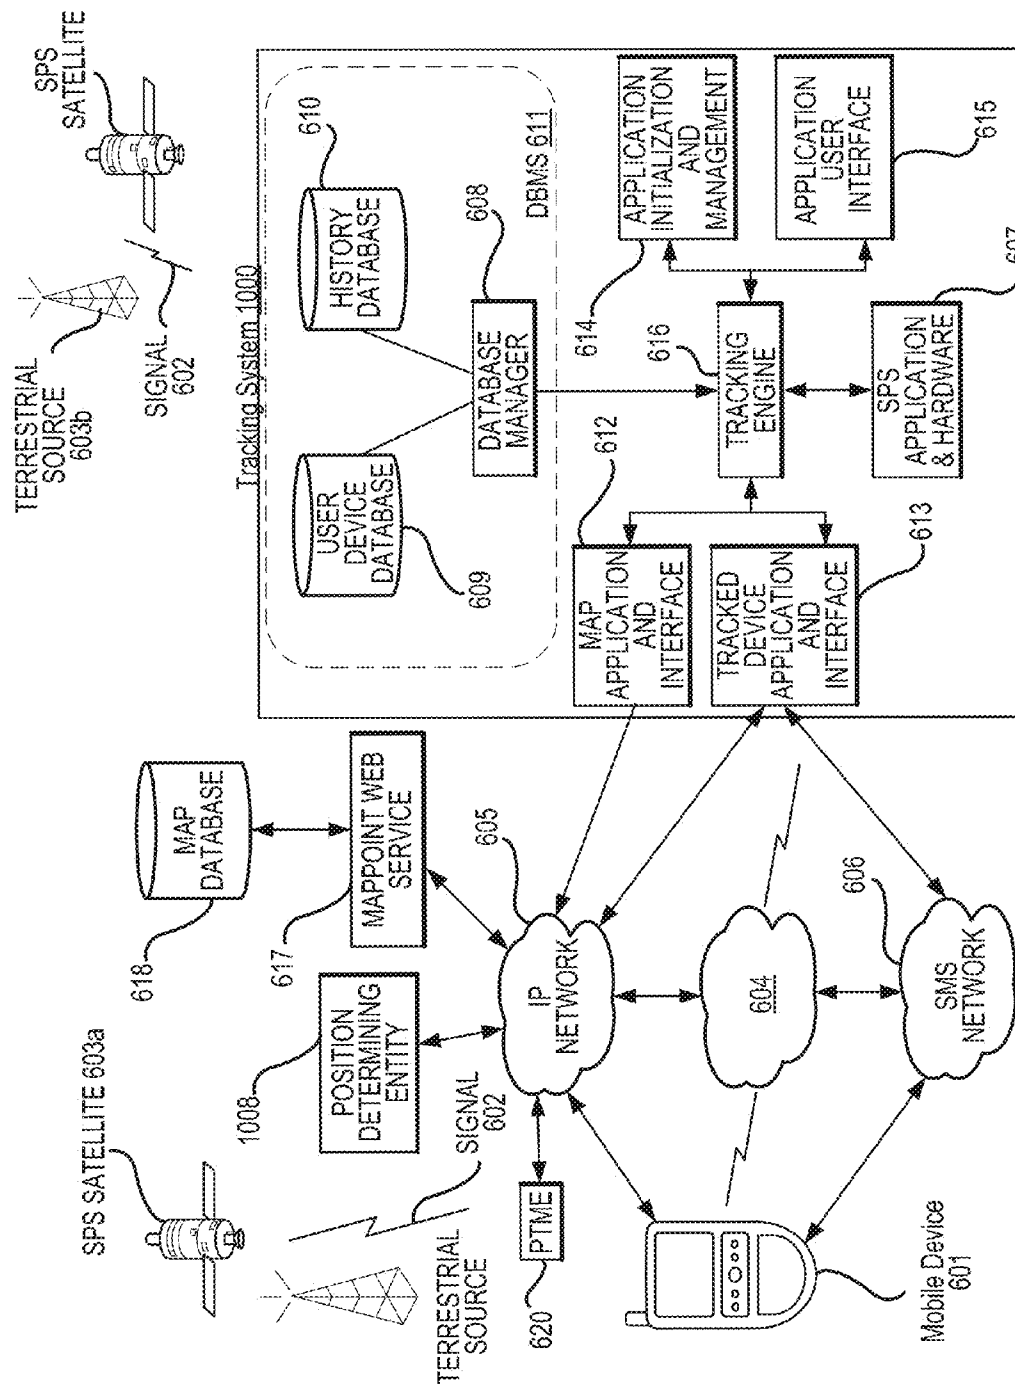 SPS SATELLITE 603a
TERRESTRIAL
SOURCE
SIGNAL
602
1008
POSITION
DETERMINING
ENTITY
618
MAP
DATABASE
617
MAPPOINT WEB
SERVICE
620
PTME
605
IP
NETWORK
604
606
SMS
NETWORK
Mobile Device
601
TERRESTRIAL
SOURCE
603b
SIGNAL
602
SPS
SATELLITE
Tracking System 1000
USER
DEVICE
DATABASE
609
HISTORY
DATABASE
610
DATABASE
MANAGER
608
DBMS 611
MAP
APPLICATION
AND
INTERFACE
612
TRACKED
DEVICE
APPLICATION
AND
INTERFACE
613
TRACKING
ENGINE
616
614
APPLICATION
INITIALIZATION
AND
MANAGEMENT
APPLICATION
USER
INTERFACE
615
SPS
APPLICATION
& HARDWARE
607